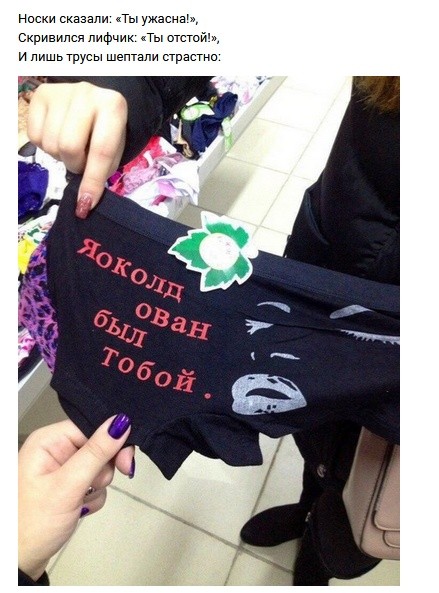 Носки сказали: «Ты ужасна!»,
Скривился лифчик: «Ты отстой!»,
И лишь трусы шептали страстно:
Яоколд
ован
был
Тобой.